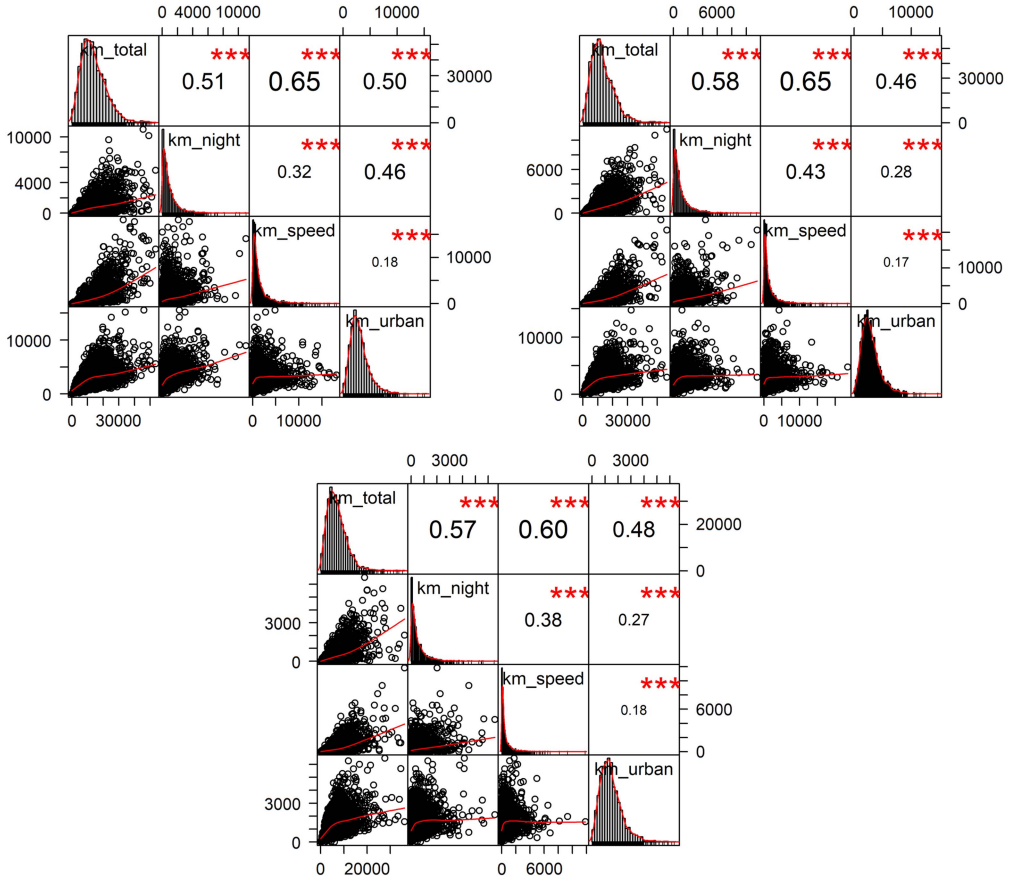 0 4000 10000 0 10000
km_total *** 0.51 *** 0.65 *** 0.50 30000 0
10000 4000 0 km_night *** 0.32 *** 0.46
km_speed *** 0.18 10000 0
10000 0 km_urban
0 30000 0 10000
0 6000 0 10000
km_total *** 0.58 *** 0.65 *** 0.46 30000 0
6000 0 km_night *** 0.43 *** 0.28
km_speed *** 0.17 10000 0
10000 0 km_urban
0 30000 0 10000
0 3000 0 3000
km_total *** 0.57 *** 0.60 *** 0.48 20000 0
3000 0 km_night *** 0.38 *** 0.27
km_speed *** 0.18 6000 0
3000 0 km_urban
0 20000 0 6000